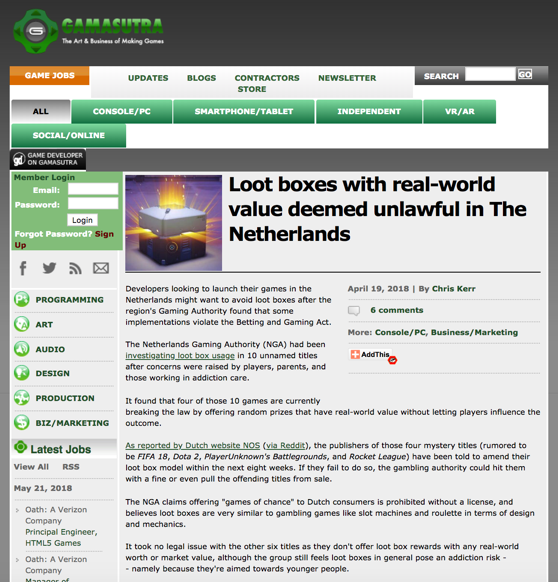 GAMASUTRA
The Art & Business of Making Games
GAME JOBS
UPDATES BLOGS CONTRACTORS NEWSLETTER
STORE
SEARCH GO
ALL CONSOLE/PC SMARTPHONE/TABLET INDEPENDENT VR/AR
SOCIAL/ONLINE
gd GAME DEVELOPER
ON GAMASUTRA
Member Login
Email:
Password:
Login
Forgot Password? Sign
Up
PROGRAMMING
ART
AUDIO
DESIGN
PRODUCTION
BIZ/MARKETING
Latest Jobs
View All RSS
May 21, 2018
Oath: A Verizon
Company
Principal Engineer,
HTML5 Games
Oath: A Verizon
Company
Manager of
Loot boxes with real-world
value deemed unlawful in The
Netherlands
April 19, 2018 | By Chris Kerr
6 comments
More: Console/PC, Business/Marketing
AddThis
Developers looking to launch their games in the
Netherlands might want to avoid loot boxes after the
region's Gaming Authority found that some
implementations violate the Betting and Gaming Act.
The Netherlands Gaming Authority (NGA) had been
investigating loot box usage in 10 unnamed titles
after concerns were raised by players, parents, and
those working in addiction care.
It found that four of those 10 games are currently
breaking the law by offering random prizes that have real-world value without letting players influence the
outcome.
As reported by Dutch website NOS (via Reddit), the publishers of those four mystery titles (rumored to
be FIFA 18, Dota 2, PlayerUnknown's Battlegrounds, and Rocket League) have been told to amend their
loot box model within the next eight weeks. If they fail to do so, the gambling authority could hit them
with a fine or even pull the offending titles from sale.
The NGA claims offering "games of chance" to Dutch consumers is prohibited without a license, and
believes loot boxes are very similar to gambling games like slot machines and roulette in terms of design
and mechanics.
It took no legal issue with the other six titles as they don't offer loot box rewards with any real-world
worth or market value, although the group still feels loot boxes in general pose an addiction risk -
- namely because they're aimed towards younger people.